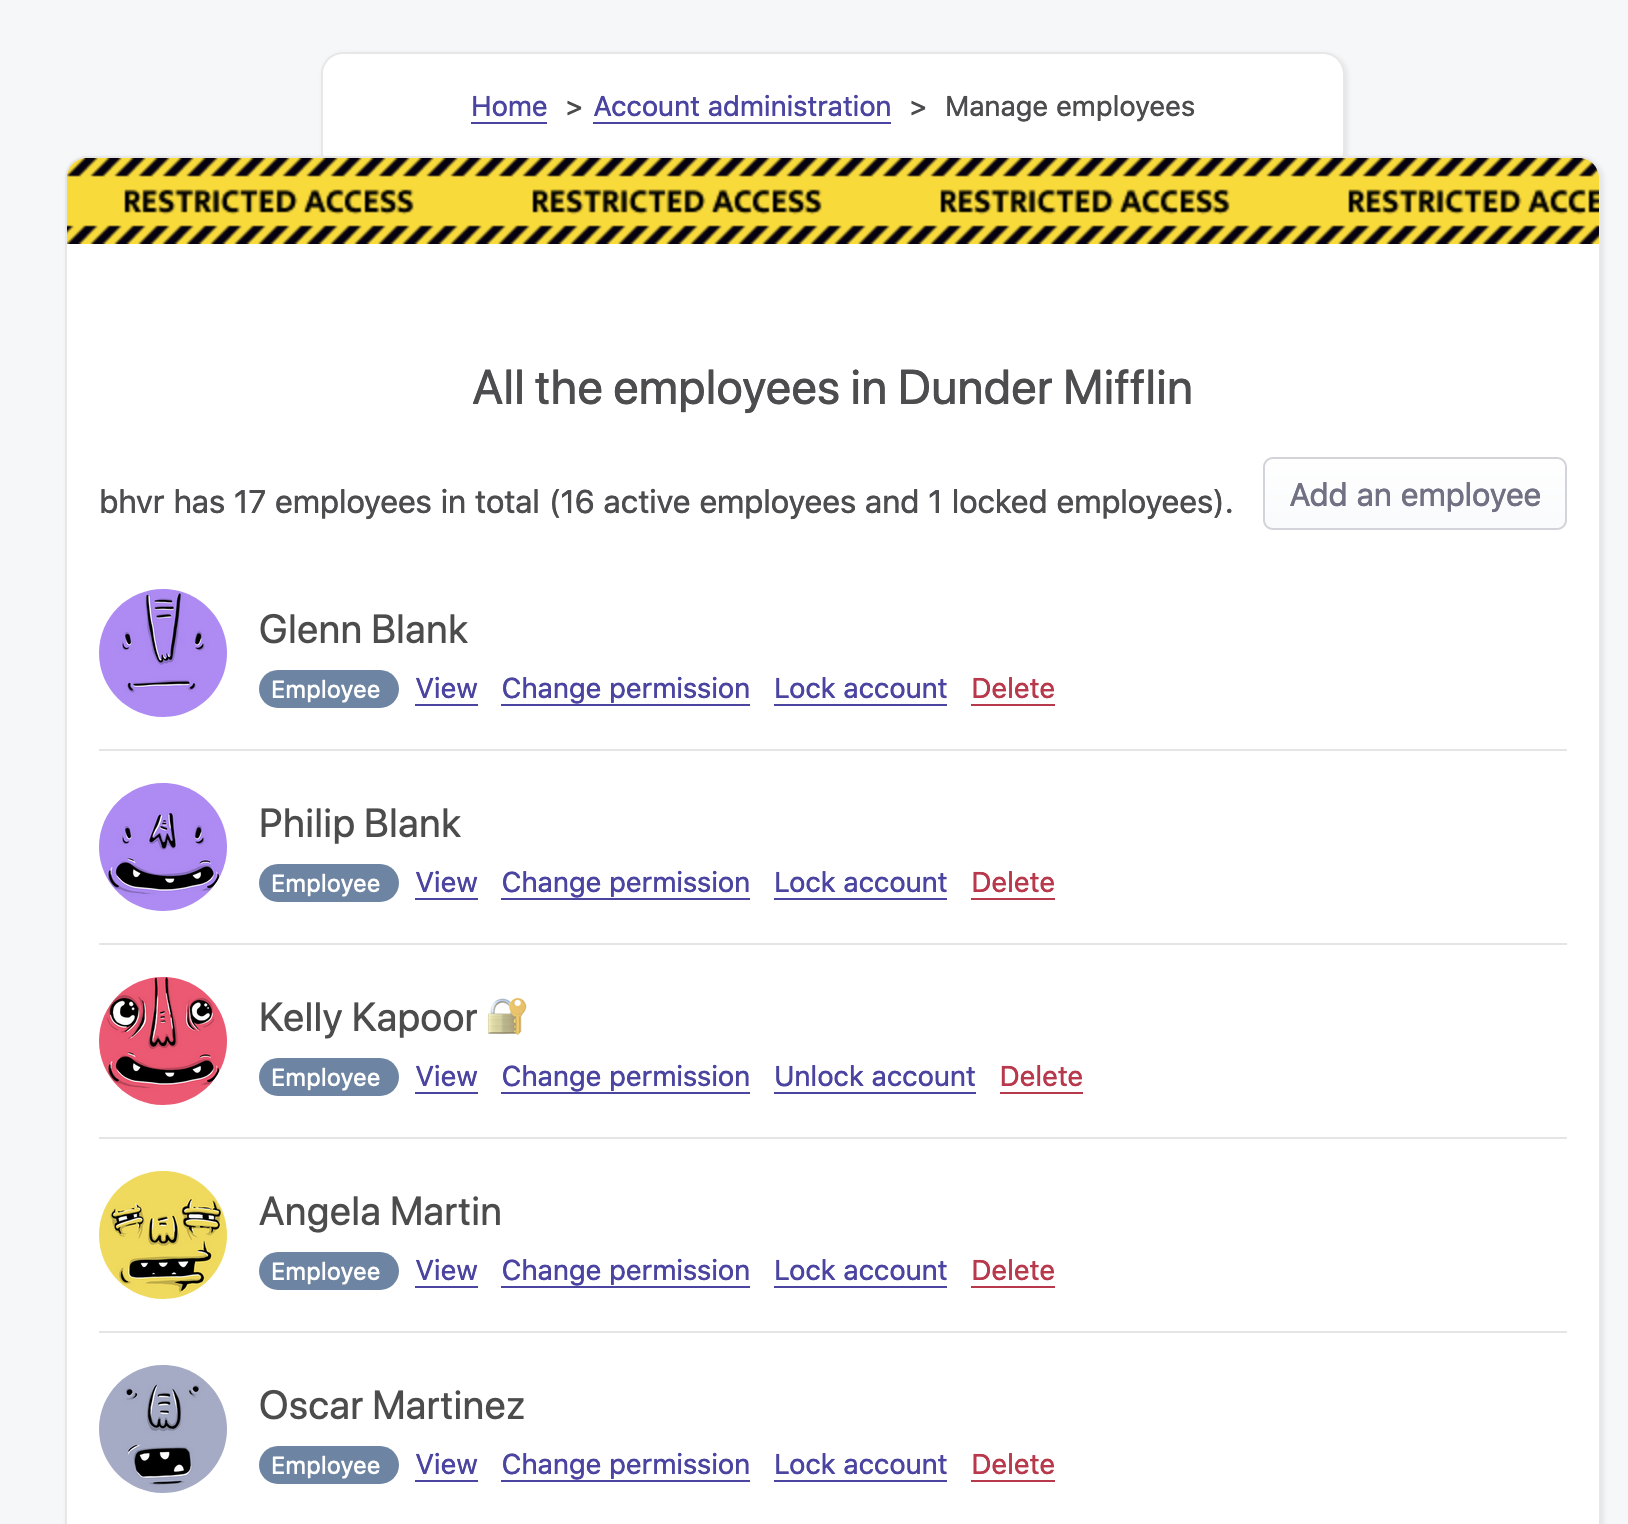 Home > Account administration > Manage employees
RESTRICTED ACCESS RESTRICTED ACCESS RESTRICTED ACCESS RESTRICTED ACCE
All the employees in Dunder Mifflin
bhvr has 17 employees in total (16 active employees and 1 locked employees). Add an employee
Glenn Blank
Employee View Change permission Lock account Delete
Philip Blank
Employee View Change permission Lock account Delete
Kelly Kapoor 🔐
Employee View Change permission Unlock account Delete
Angela Martin
Employee View Change permission Lock account Delete
Oscar Martinez
Employee View Change permission Lock account Delete